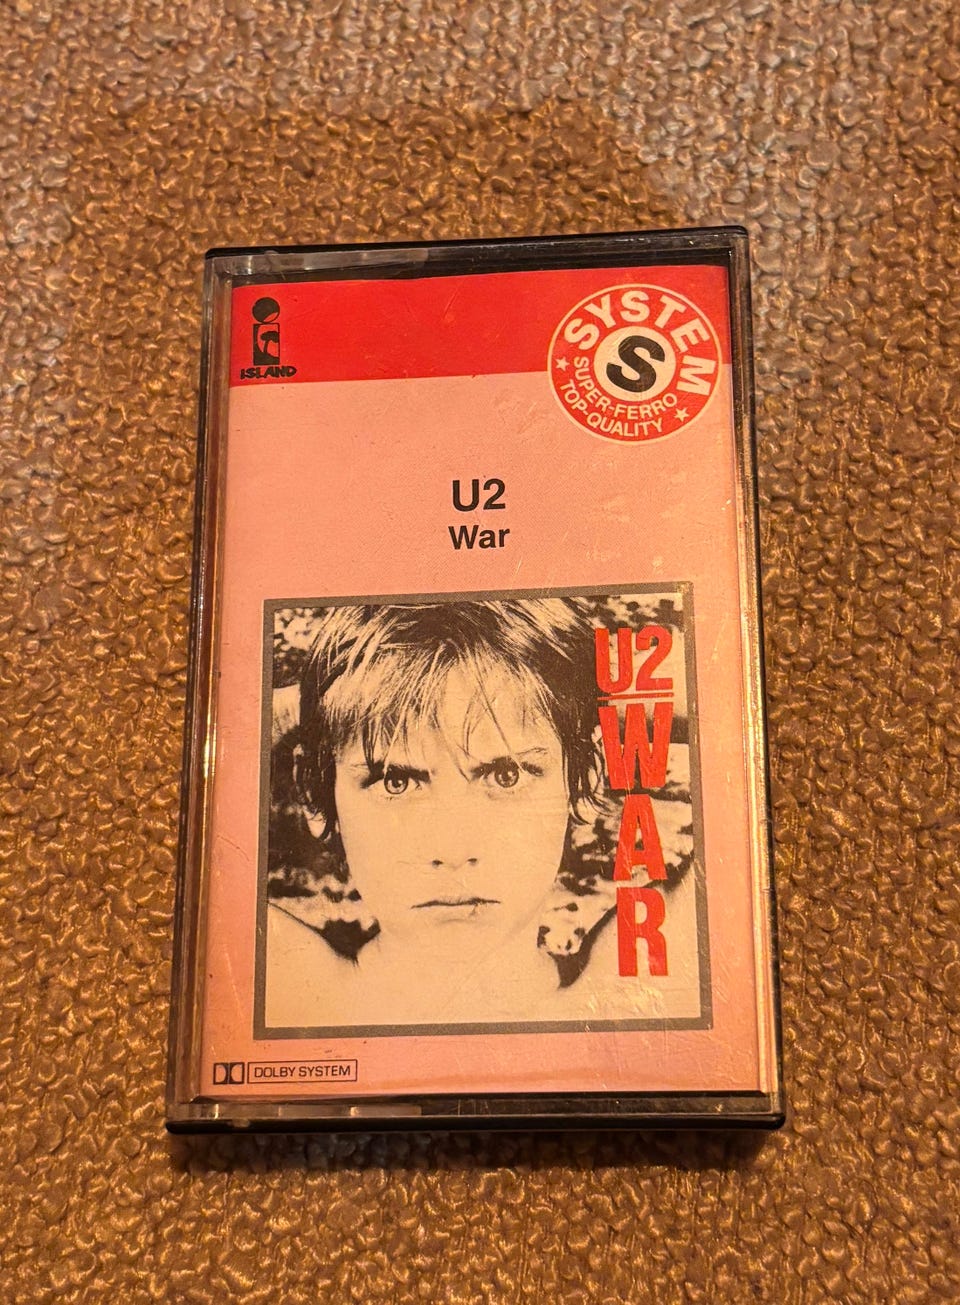 ISLAND
SYSTEM
S
SUPER-FERRO
TOP-QUALITY
U2
War
U2
WAR
DOLBY SYSTEM